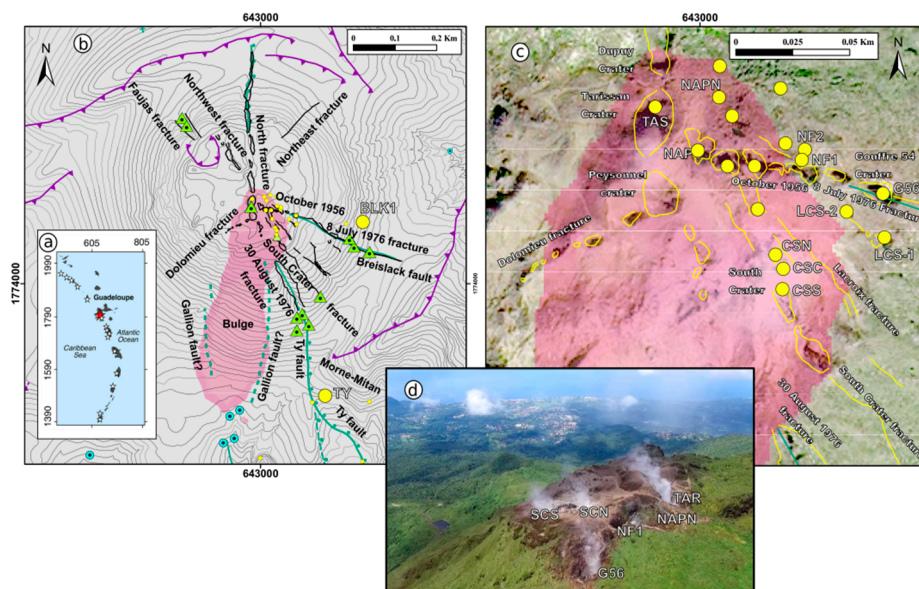 643000
b
N
0
0.1
0.2 Km
Faujas fracture
Northwest fracture
North fracture
Northeast fracture
October 1956
BLK1
8 July 1976 fracture
Breislack fault
Dolomieu fracture
South Crater fracture
30 August 1976 fracture
Gallion fault?
Bulge
Gallion fault?
Ty fault
Morne-Mitan
TY
Ty fault
1774000
1774000
643000
a
605
805
1990
1790
1590
1390
Guadeloupe
Atlantic
Ocean
Caribbean
Sea
643000
c
N
0
0.025
0.05 Km
Dupuy
Crater
NAPN
Tarissan
Crater
TAS
NAP
NF2
NF1
Gouffre 54
Crater
G56
Peysonnel
crater
October 1956
8 July 1976 Fracture
LCS-2
LCS-1
Dolomieu fracture
CSN
CSC
CSS
South
Crater
Lacroix fracture
South Crater fracture
30 August 1976
fracture
d
TAR
SCS
SCN
NAPN
NF1
G56